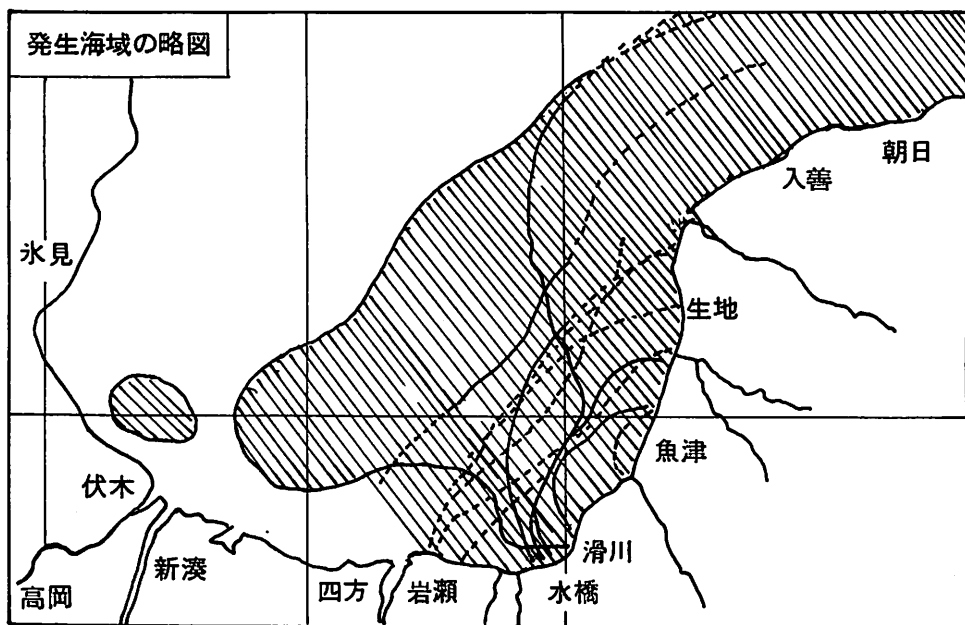 発生海域の略図
朝日
入善
氷見
生地
魚津
伏木
滑川
新湊
四方
岩瀬
水橋
高岡